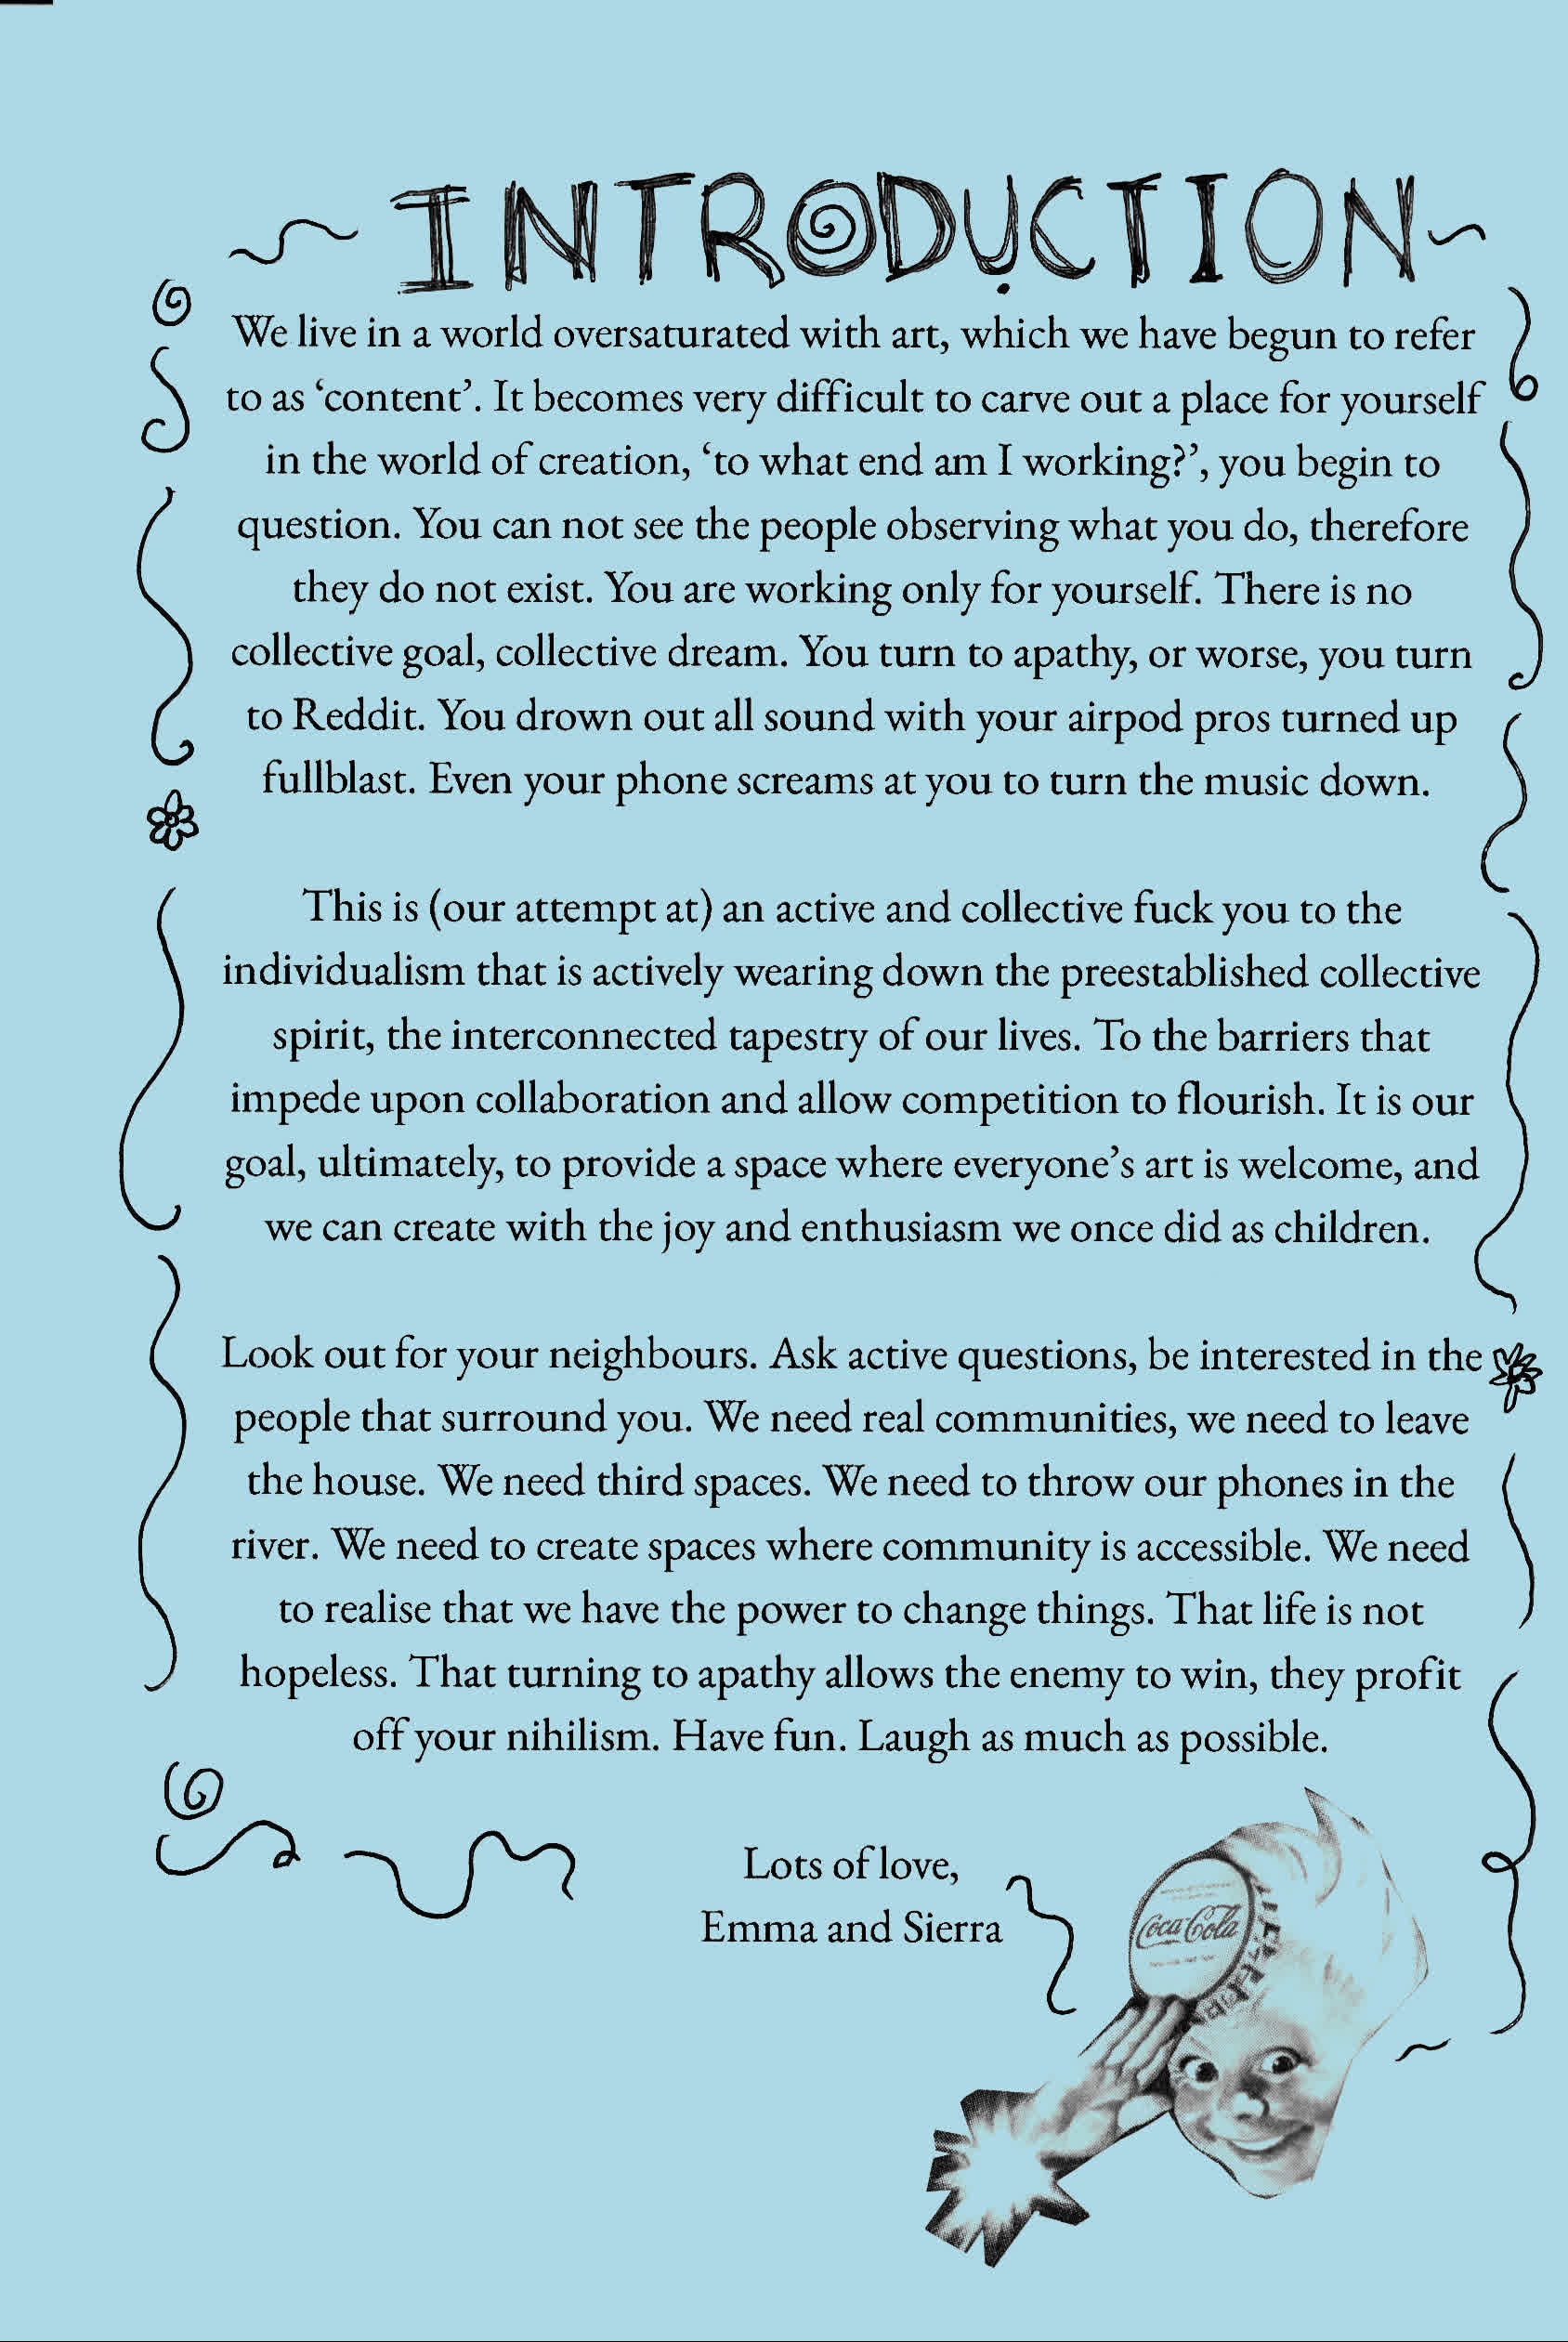 INTRODUCTION
We live in a world oversaturated with art, which we have begun to refer
to as ‘content’. It becomes very difficult to carve out a place for yourself
in the world of creation, ‘to what end am I working?’, you begin to
question. You can not see the people observing what you do, therefore
they do not exist. You are working only for yourself. There is no
collective goal, collective dream. You turn to apathy, or worse, you turn
to Reddit. You drown out all sound with your airpod pros turned up
fullblast. Even your phone screams at you to turn the music down.
This is (our attempt at) an active and collective fuck you to the
individualism that is actively wearing down the preestablished collective
spirit, the interconnected tapestry of our lives. To the barriers that
impede upon collaboration and allow competition to flourish. It is our
goal, ultimately, to provide a space where everyone’s art is welcome, and
we can create with the joy and enthusiasm we once did as children.
Look out for your neighbours. Ask active questions, be interested in the
people that surround you. We need real communities, we need to leave
the house. We need third spaces. We need to throw our phones in the
river. We need to create spaces where community is accessible. We need
to realise that we have the power to change things. That life is not
hopeless. That turning to apathy allows the enemy to win, they profit
off your nihilism. Have fun. Laugh as much as possible.
Lots of love,
Emma and Sierra
Coca-Cola